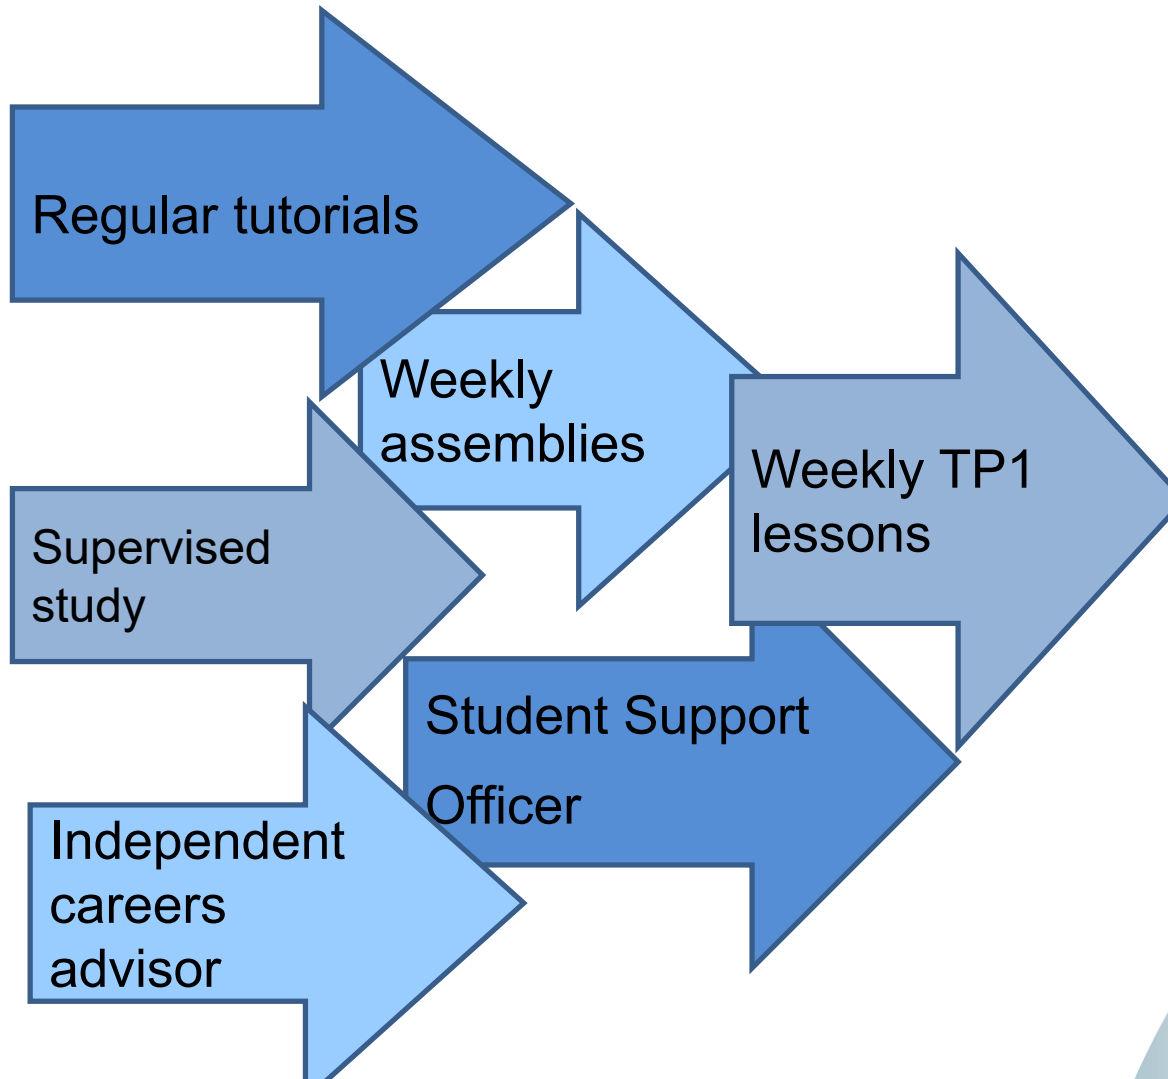 Regular tutorials
Weekly
assemblies
Weekly TP1
lessons
Supervised
study
Student Support
Officer
Independent
careers
advisor